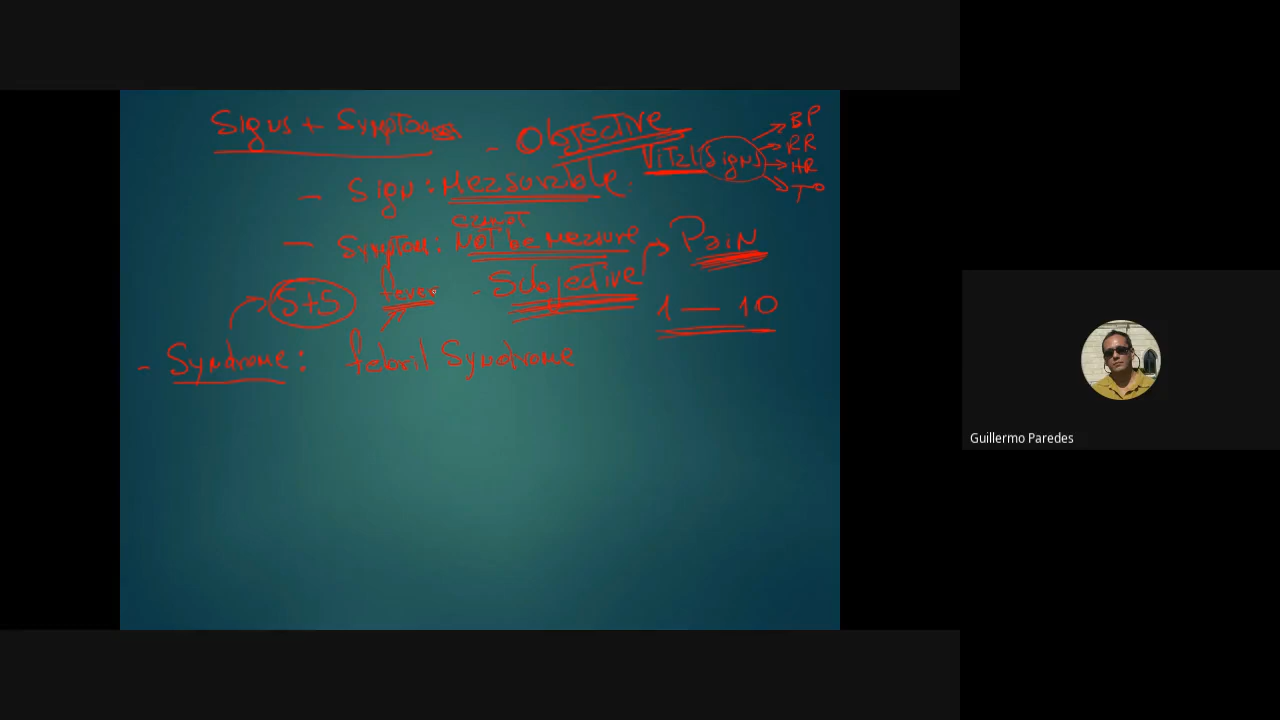 Signs + Symptoms
- Objective
Vital Signs
BP
RR
HR
T°
- Sign: Measurable.
- Symptom: cannot
NOT be measure
Pain
S+S
fever
- Subjective
1 — 10
- Syndrome: febril Syndrome
Guillermo Paredes